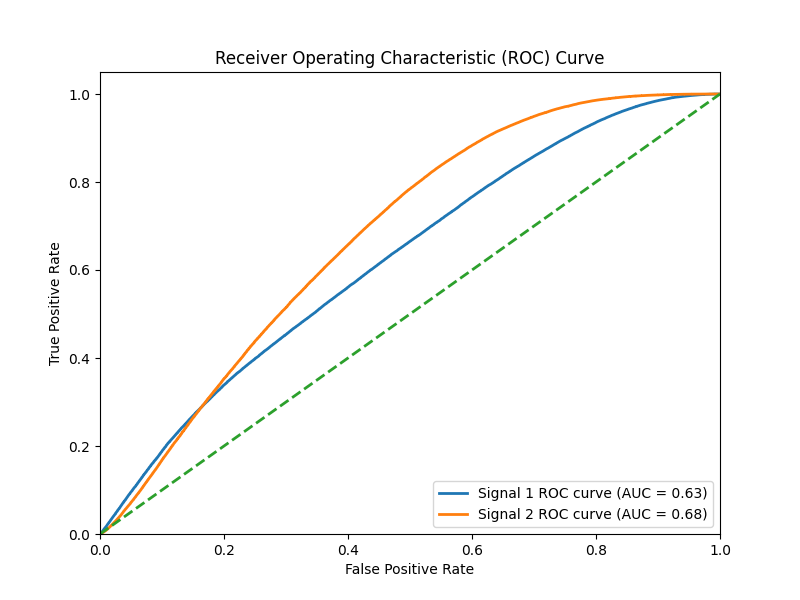 Receiver Operating Characteristic (ROC) Curve
True Positive Rate
1.0
0.8
0.6
0.4
0.2
0.0
Signal 1 ROC curve (AUC = 0.63)
Signal 2 ROC curve (AUC = 0.68)
0.0 0.2 0.4 0.6 0.8 1.0
False Positive Rate